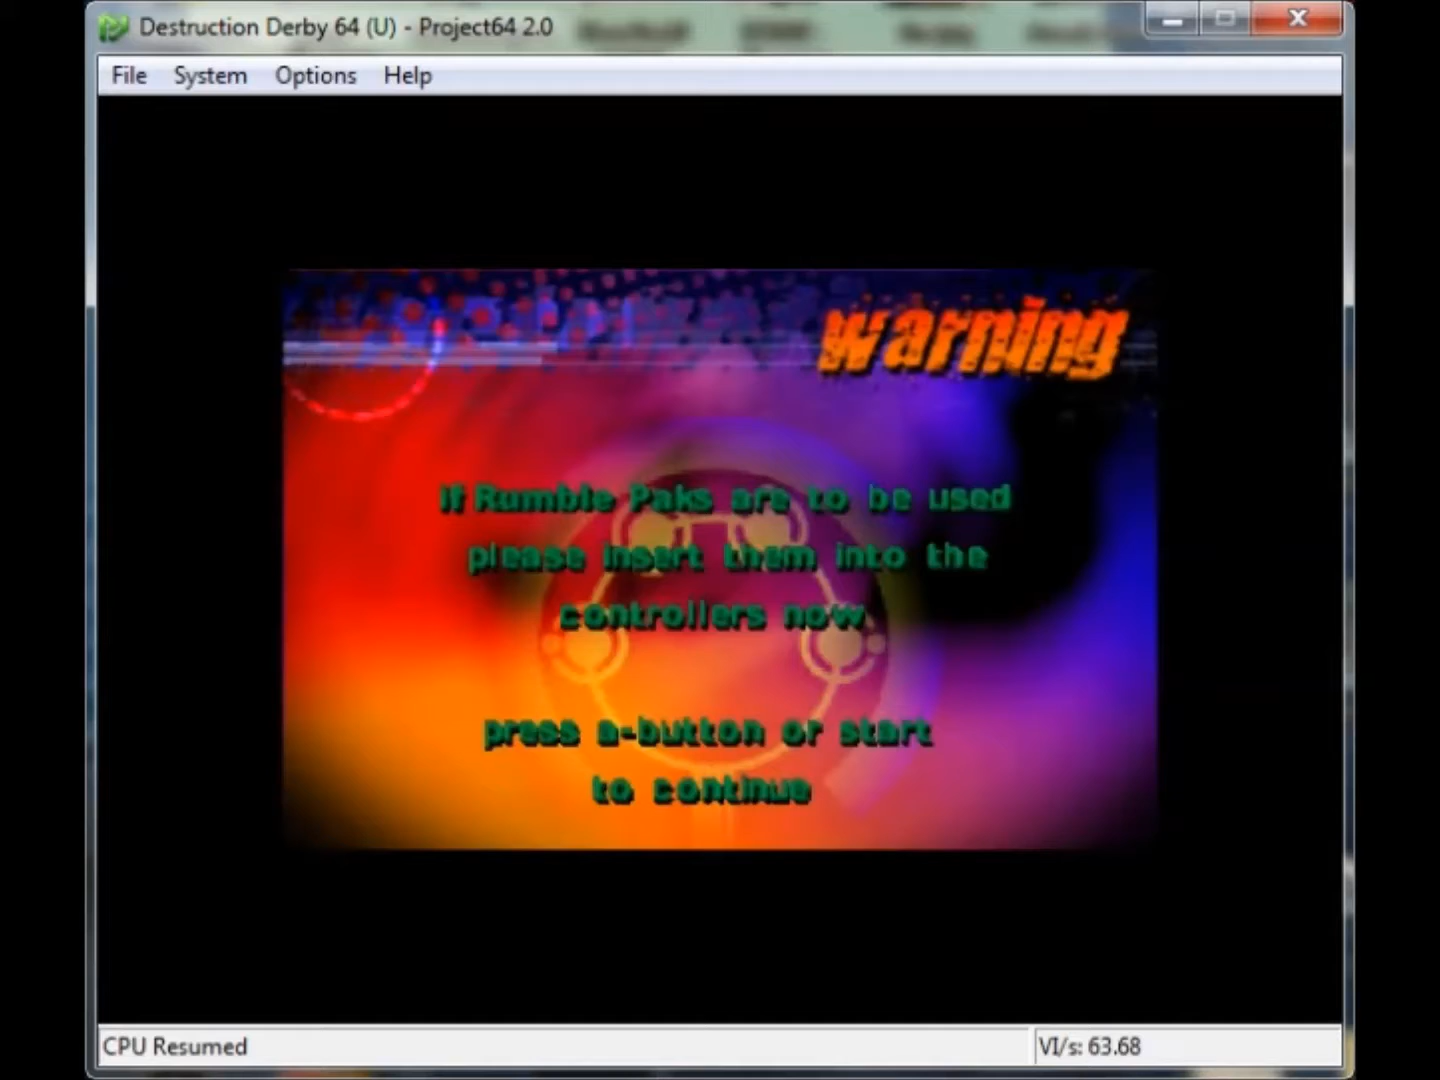 Destruction Derby 64 (U) - Project64 2.0
File System Options Help
warning
If Rumble Paks are to be used
please insert them into the
controllers now
press a-button or start
to continue
CPU Resumed
VI/s: 63.68